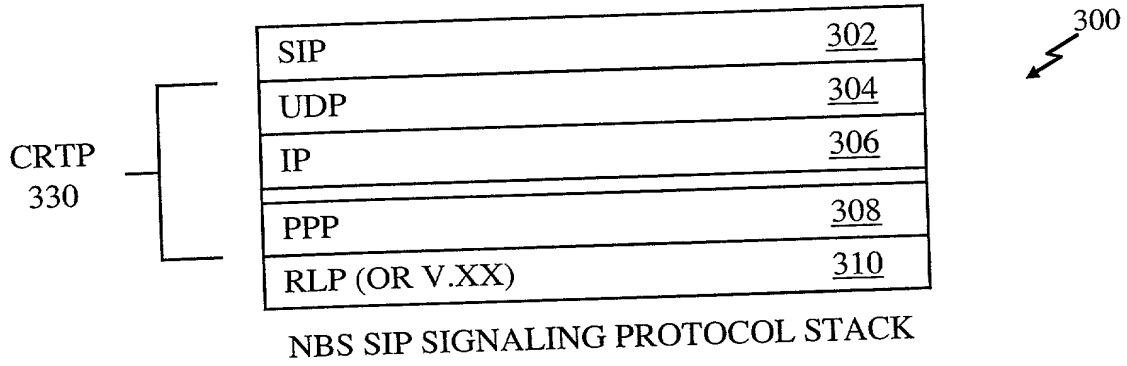 300
SIP 302
UDP 304
IP 306
CRTP
330
PPP 308
RLP (OR V.XX) 310
NBS SIP SIGNALING PROTOCOL STACK